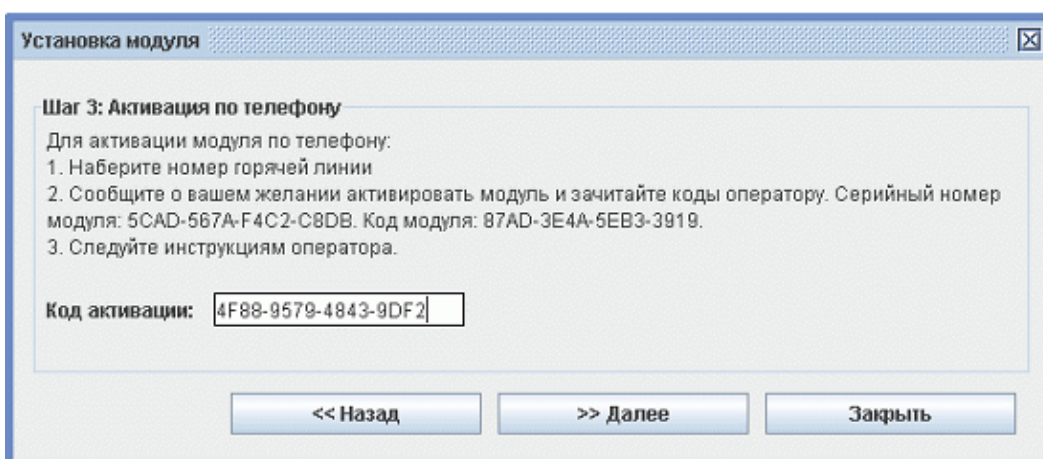 Установка модуля
Шаг 3: Активация по телефону
Для активации модуля по телефону:
1. Наберите номер горячей линии
2. Сообщите о вашем желании активировать модуль и зачитайте коды оператору. Серийный номер
модуля: 5CAD-567A-F4C2-C8DB. Код модуля: 87AD-3E4A-5EB3-3919.
3. Следуйте инструкциям оператора.
Код активации: 4F88-9579-4843-9DF2
<< Назад >> Далее Закрыть